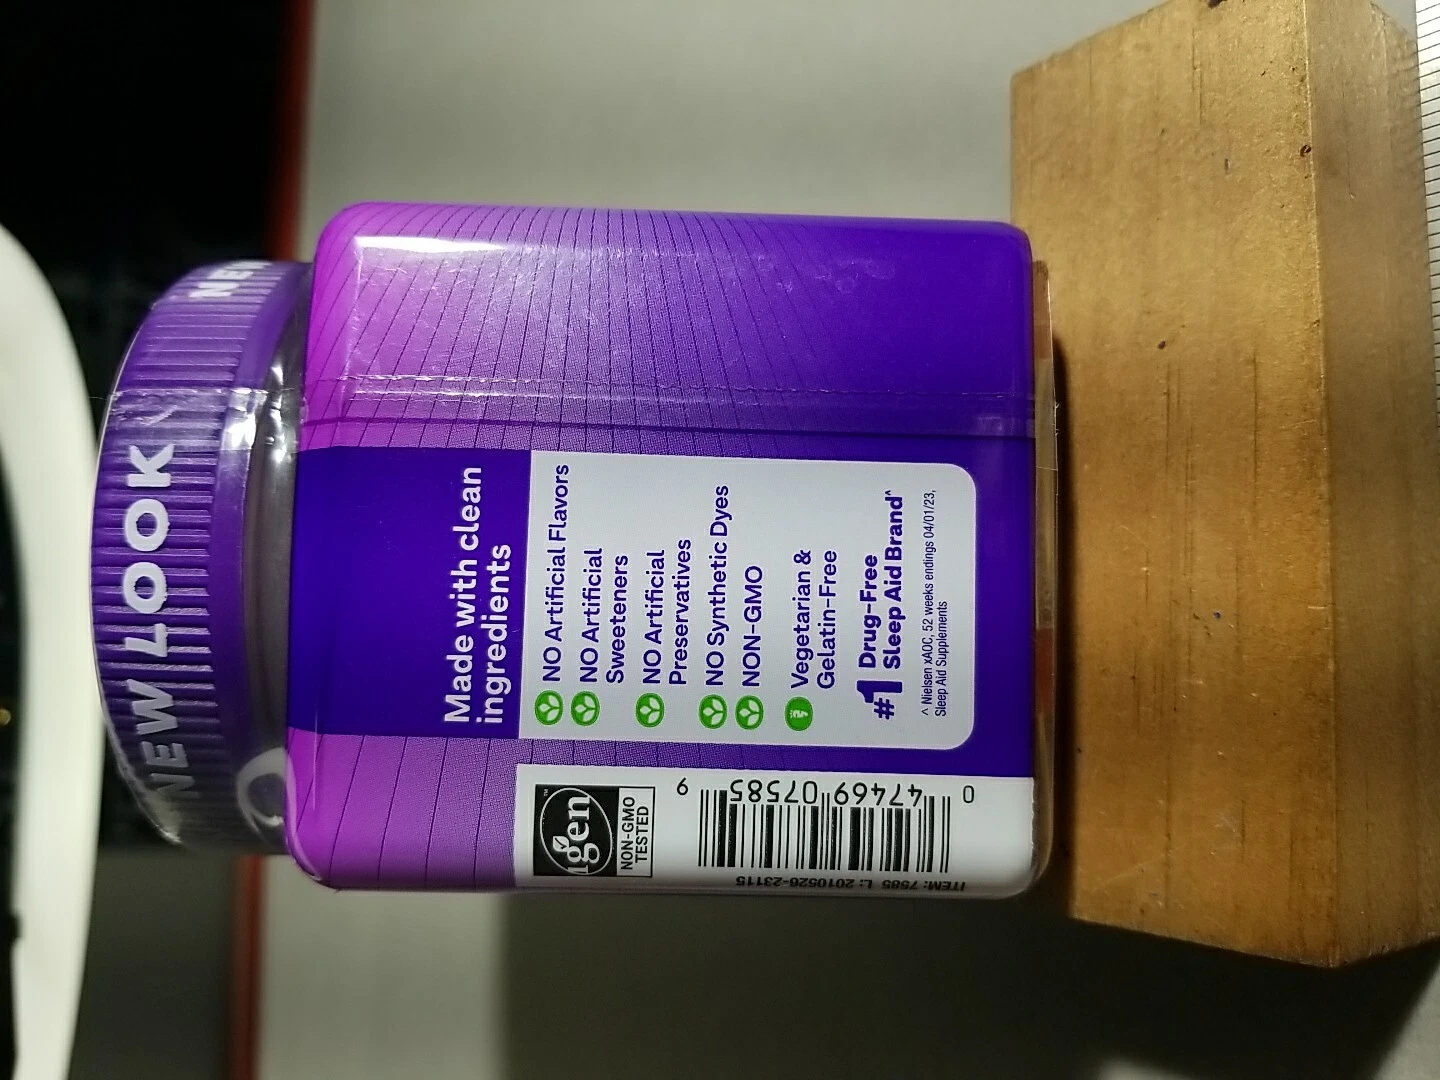 NEW LOOK
NEW
Made with clean
ingredients
NO Artificial Flavors
NO Artificial
Sweeteners
NO Artificial
Preservatives
NO Synthetic Dyes
NON-GMO
Vegetarian &
Gelatin-Free
#1 Drug-Free
Sleep Aid Brand^
^ Nielsen xAOC, 52 weeks endings 04/01/23,
Sleep Aid Supplements
igen™
NON-GMO
TESTED
0 47469 07585 9
ITEM: 7585 L: 2010526-23115